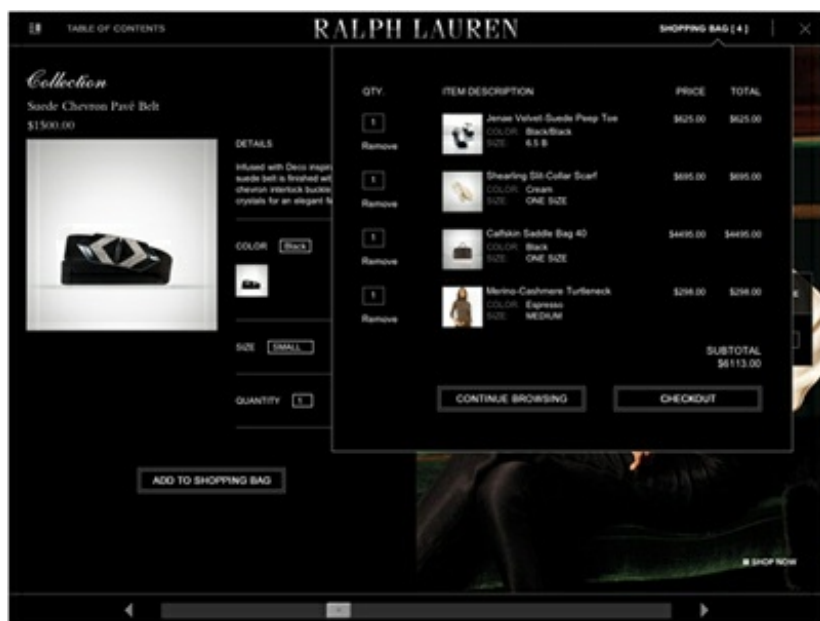 TABLE OF CONTENTS
RALPH LAUREN
SHOPPING BAG [ 4 ]
Collection
Suede Chevron Pavé Belt
$1500.00
DETAILS
Infused with Deco inspir
suede belt is finished wit
chevron interlock buckle
crystals for an elegant
COLOR Black
SIZE SMALL
QUANTITY 1
ADD TO SHOPPING BAG
QTY. ITEM DESCRIPTION PRICE TOTAL
1 Jenae Velvet-Suede Peep Toe $625.00 $625.00
COLOR: Black/Black
Remove SIZE: 6.5 B
1 Shearling Slit-Collar Scarf $695.00 $695.00
COLOR: Cream
Remove SIZE: ONE SIZE
1 Calfskin Saddle Bag 40 $4495.00 $4495.00
COLOR: Black
Remove SIZE: ONE SIZE
1 Merino-Cashmere Turtleneck $298.00 $298.00
COLOR: Espresso
Remove SIZE: MEDIUM
SUBTOTAL
$6113.00
CONTINUE BROWSING CHECKOUT
SHOP NOW